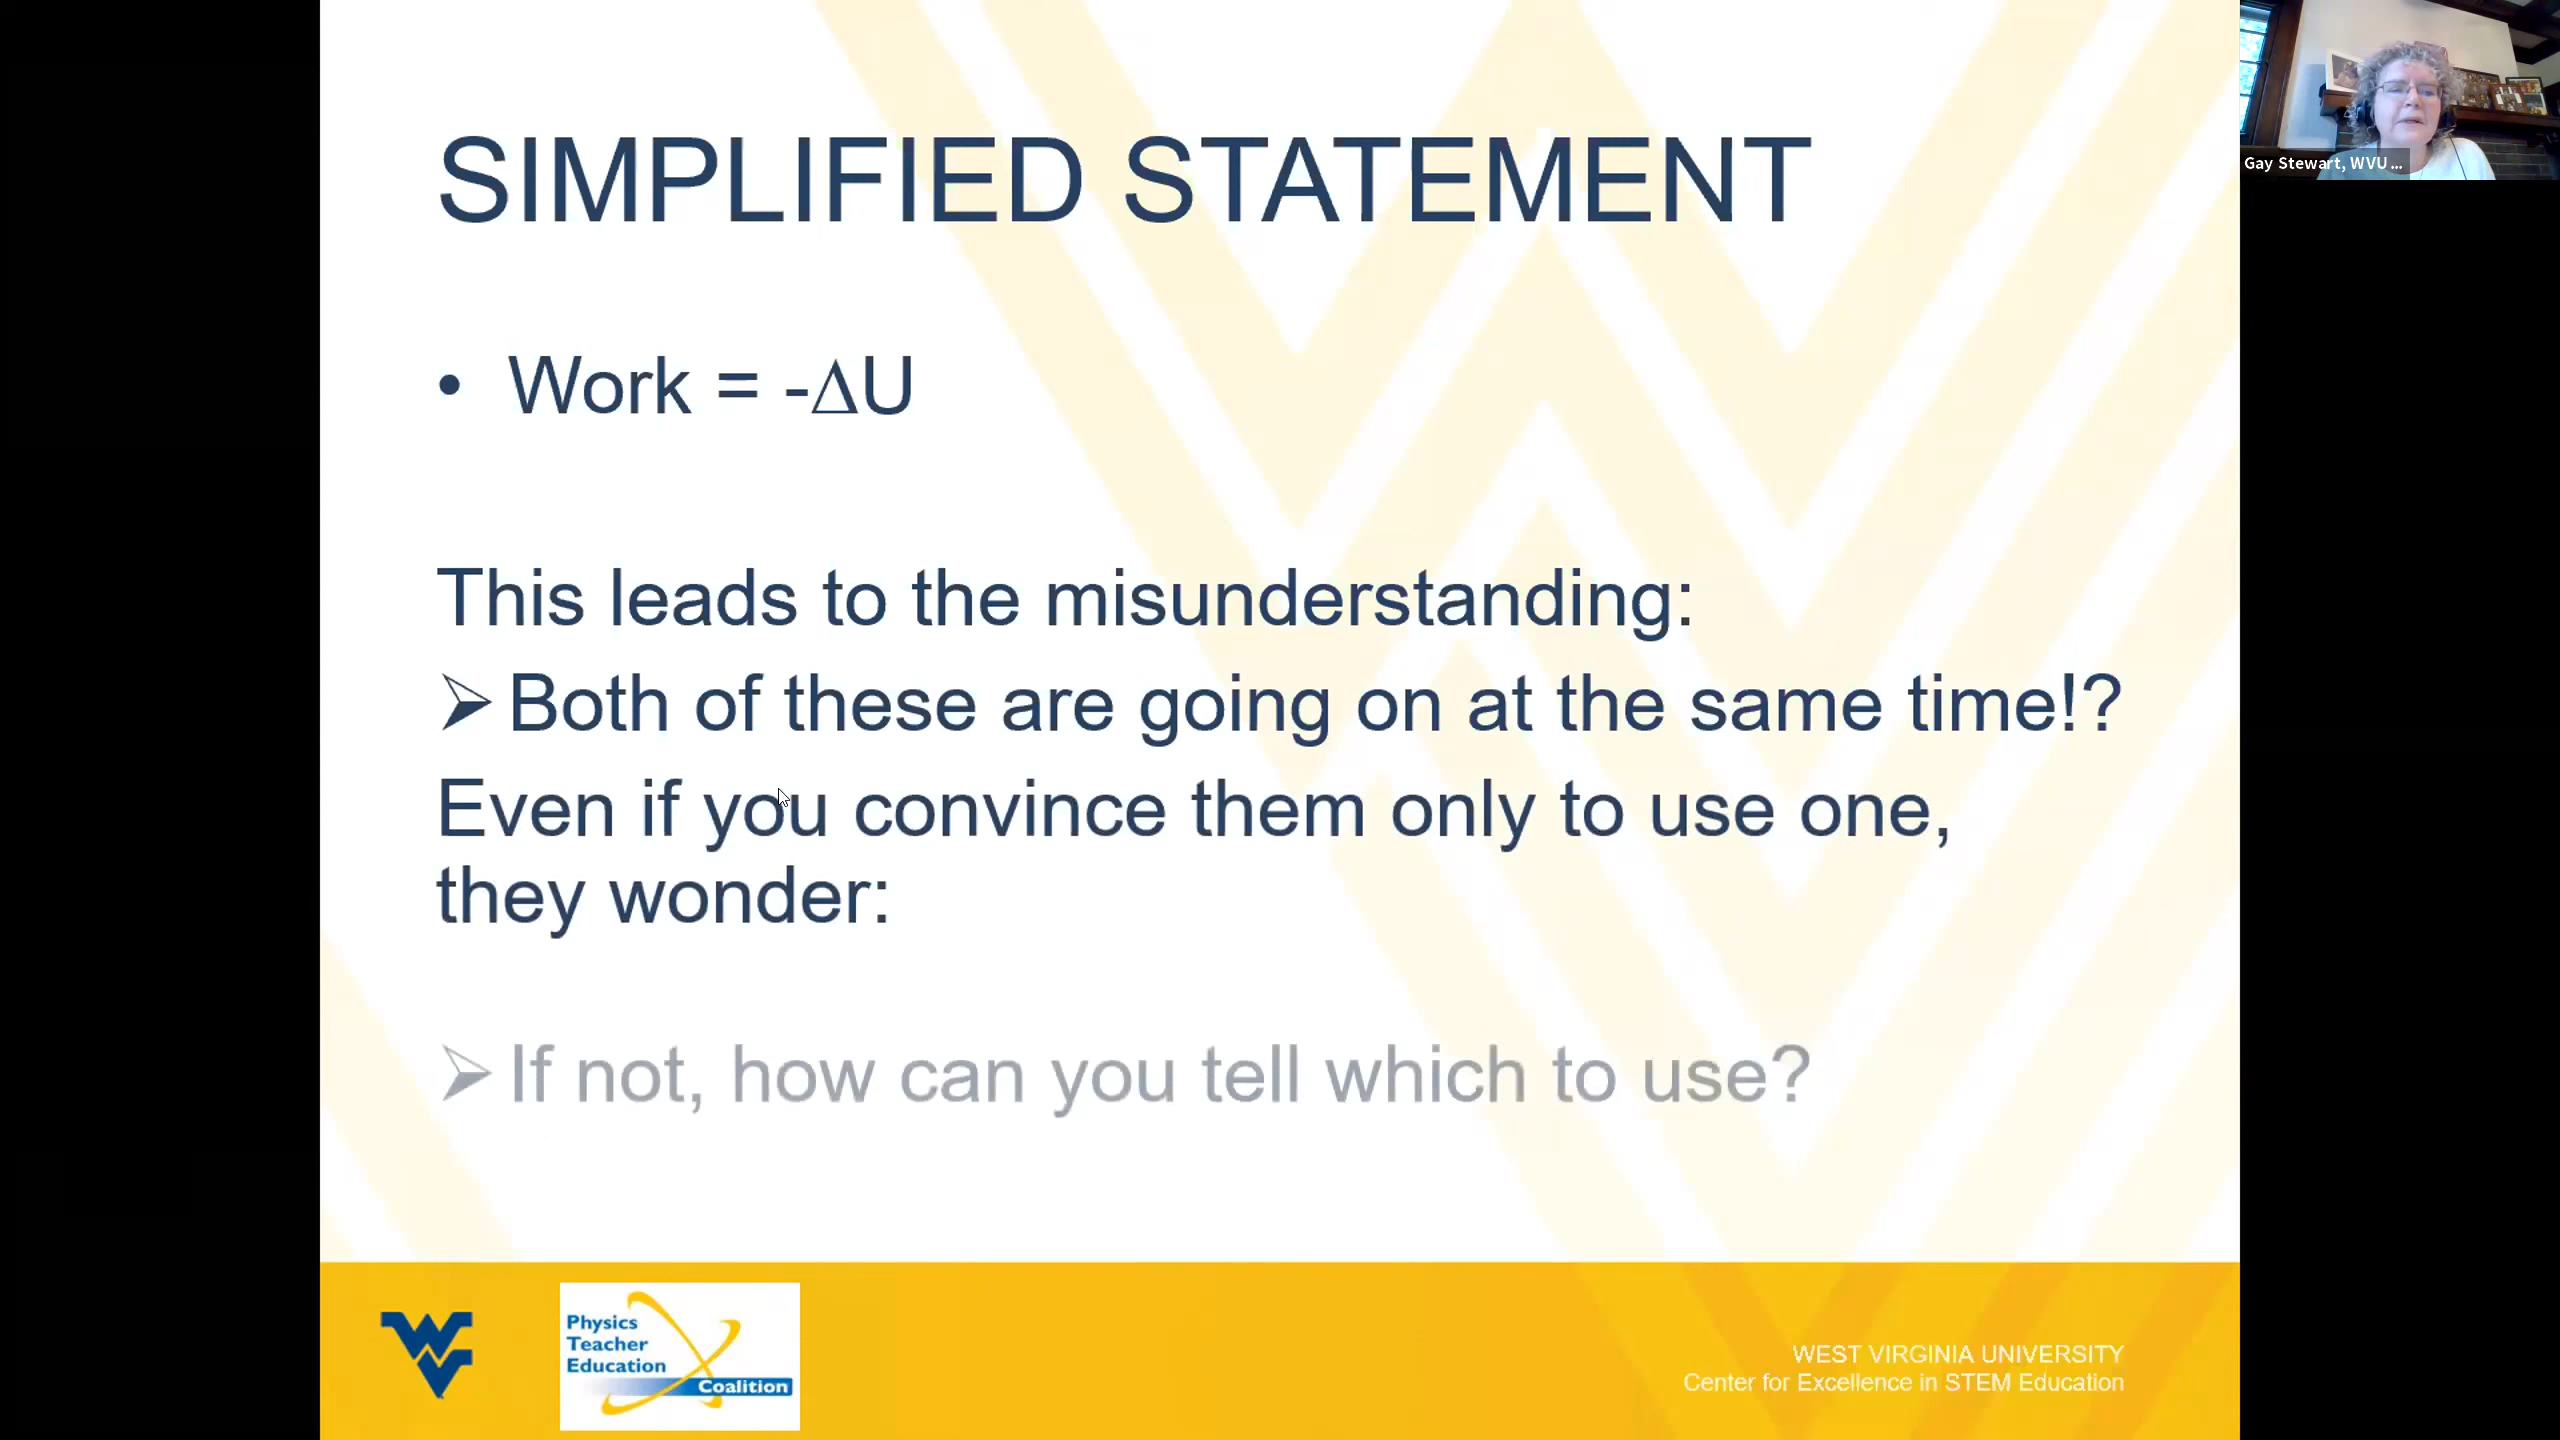 SIMPLIFIED STATEMENT
Gay Stewart, WVU ...
• Work = -ΔU
This leads to the misunderstanding:
➢ Both of these are going on at the same time!?
Even if you convince them only to use one,
they wonder:
➢ If not, how can you tell which to use?
WV
Physics
Teacher
Education
Coalition
WEST VIRGINIA UNIVERSITY
Center for Excellence in STEM Education